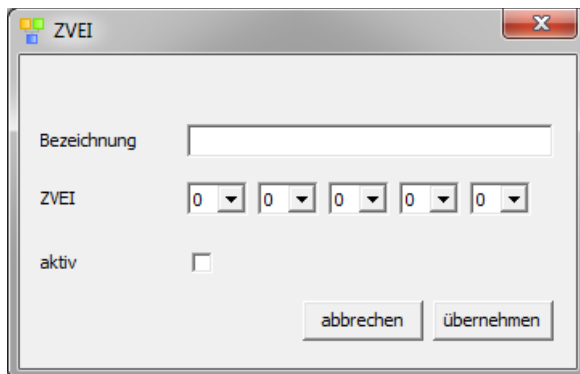 ZVEI
Bezeichnung
ZVEI 0 0 0 0 0
aktiv
abbrechen übernehmen